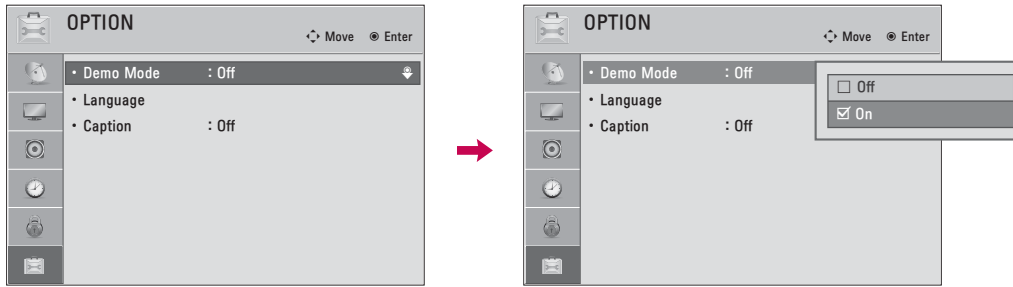 OPTION
Move Enter
• Demo Mode : Off
• Language
• Caption : Off
OPTION
Move Enter
• Demo Mode : Off
• Language
• Caption : Off
Off
On